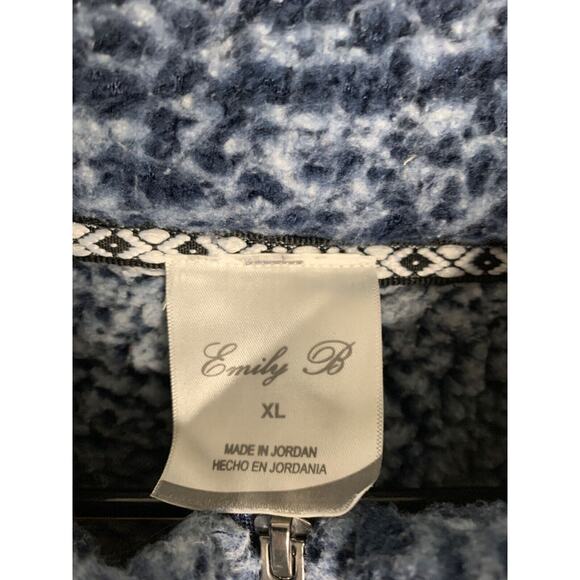 Emily B
XL
MADE IN JORDAN
HECHO EN JORDANIA